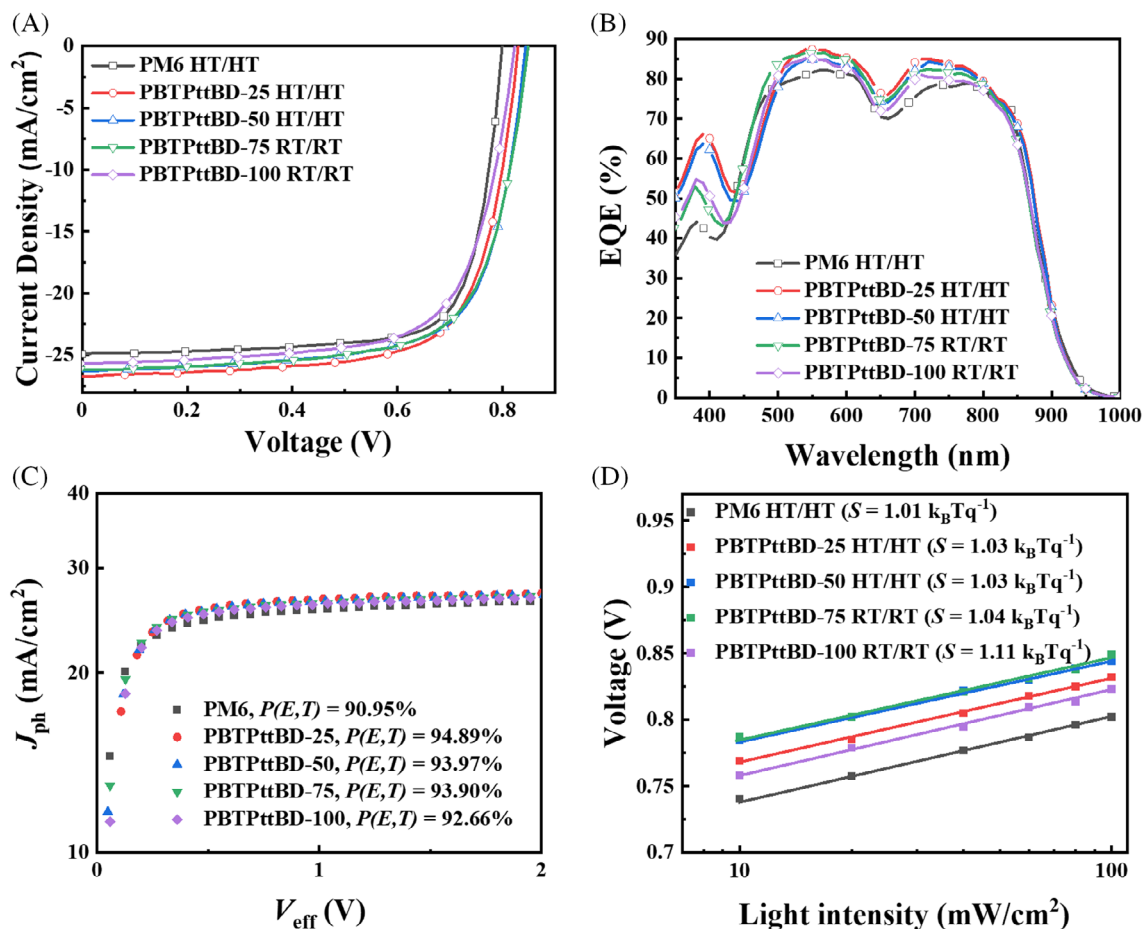 (A)
Current Density (mA/cm²)
0
-5
-10
-15
-20
-25
PM6 HT/HT
PBTPttBD-25 HT/HT
PBTPttBD-50 HT/HT
PBTPttBD-75 RT/RT
PBTPttBD-100 RT/RT
0 0.2 0.4 0.6 0.8
Voltage (V)
(B)
EQE (%)
90
80
70
60
50
40
30
20
10
0
PM6 HT/HT
PBTPttBD-25 HT/HT
PBTPttBD-50 HT/HT
PBTPttBD-75 RT/RT
PBTPttBD-100 RT/RT
400 500 600 700 800 900 1000
Wavelength (nm)
(C)
Jph (mA/cm²)
40
30
20
10
PM6, P(E,T) = 90.95%
PBTPttBD-25, P(E,T) = 94.89%
PBTPttBD-50, P(E,T) = 93.97%
PBTPttBD-75, P(E,T) = 93.90%
PBTPttBD-100, P(E,T) = 92.66%
0 1 2
Veff (V)
(D)
Voltage (V)
0.95
0.9
0.85
0.8
0.75
0.7
PM6 HT/HT (S = 1.01 kBTq⁻¹)
PBTPttBD-25 HT/HT (S = 1.03 kBTq⁻¹)
PBTPttBD-50 HT/HT (S = 1.03 kBTq⁻¹)
PBTPttBD-75 RT/RT (S = 1.04 kBTq⁻¹)
PBTPttBD-100 RT/RT (S = 1.11 kBTq⁻¹)
10 100
Light intensity (mW/cm²)